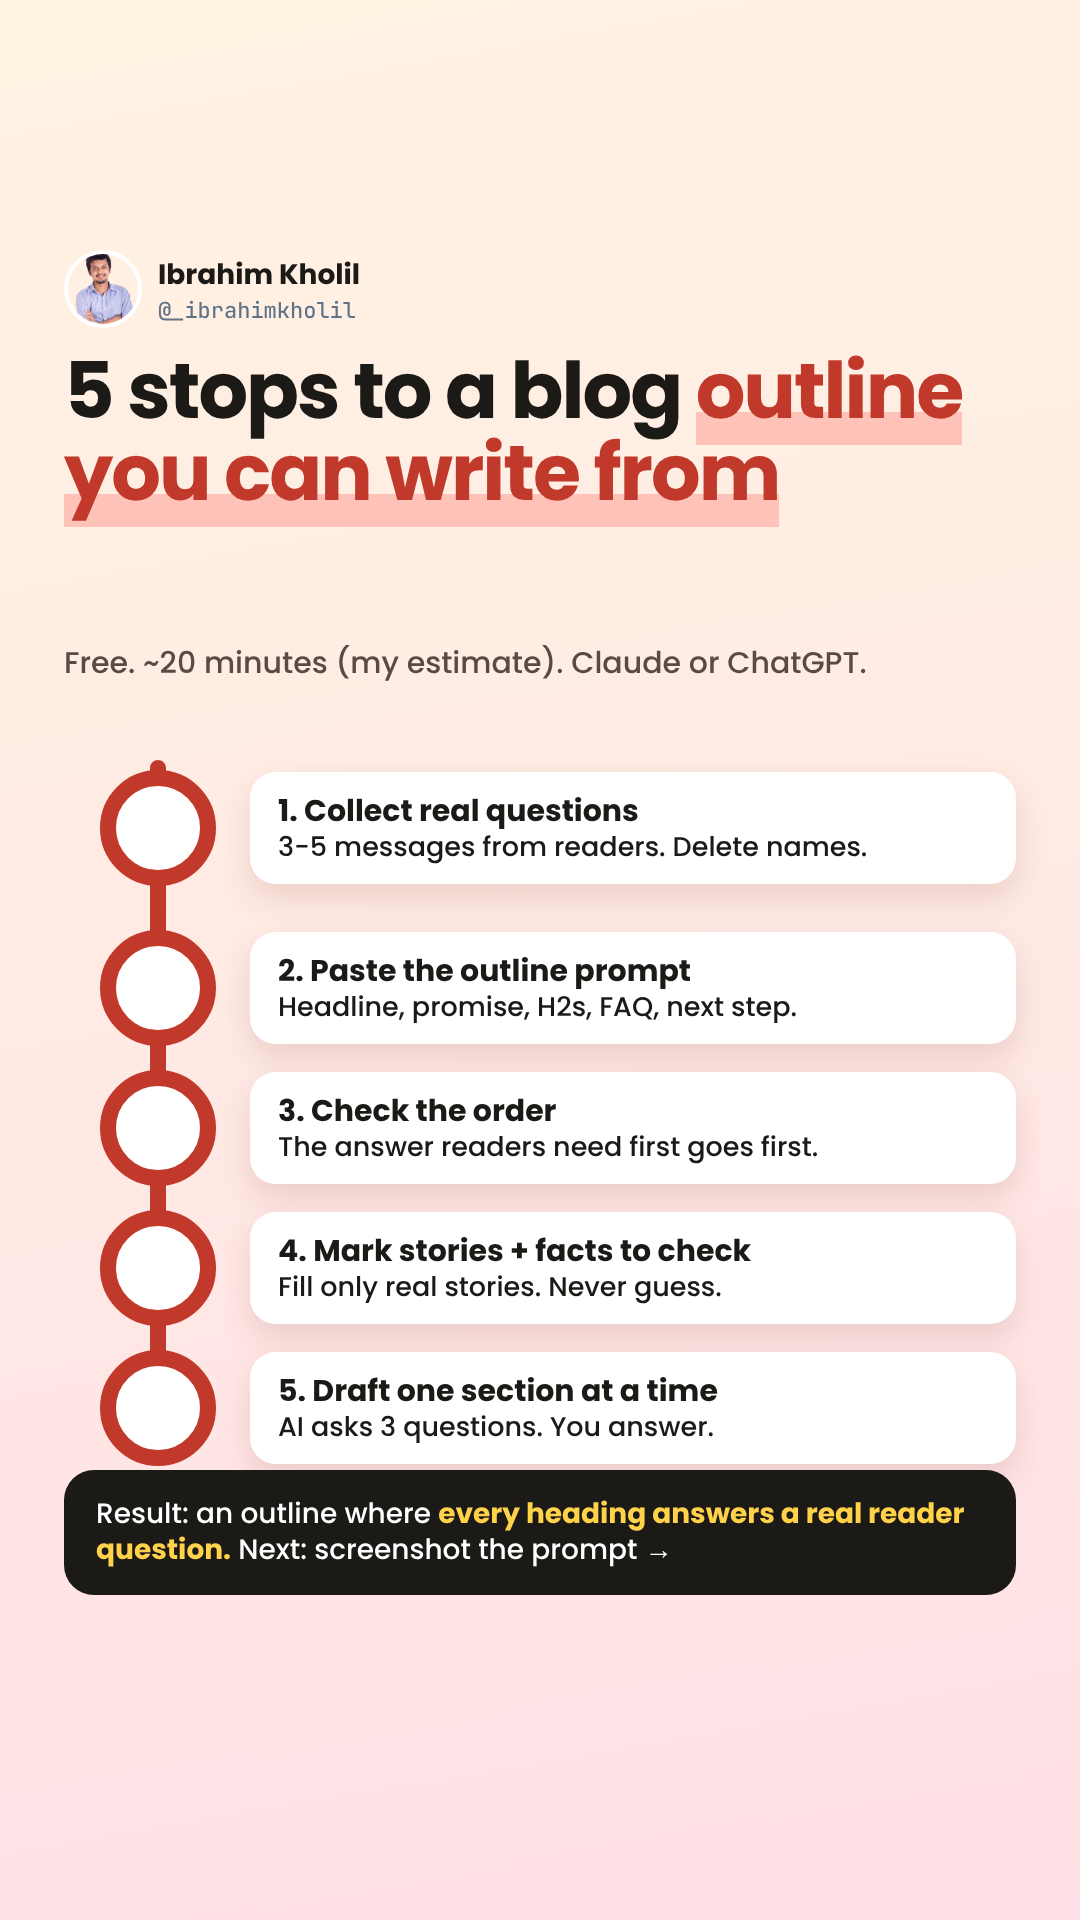 Ibrahim Kholil
@_ibrahimkholil
5 stops to a blog outline
you can write from
Free. ~20 minutes (my estimate). Claude or ChatGPT.
1. Collect real questions
3-5 messages from readers. Delete names.
2. Paste the outline prompt
Headline, promise, H2s, FAQ, next step.
3. Check the order
The answer readers need first goes first.
4. Mark stories + facts to check
Fill only real stories. Never guess.
5. Draft one section at a time
AI asks 3 questions. You answer.
Result: an outline where every heading answers a real reader
question. Next: screenshot the prompt →